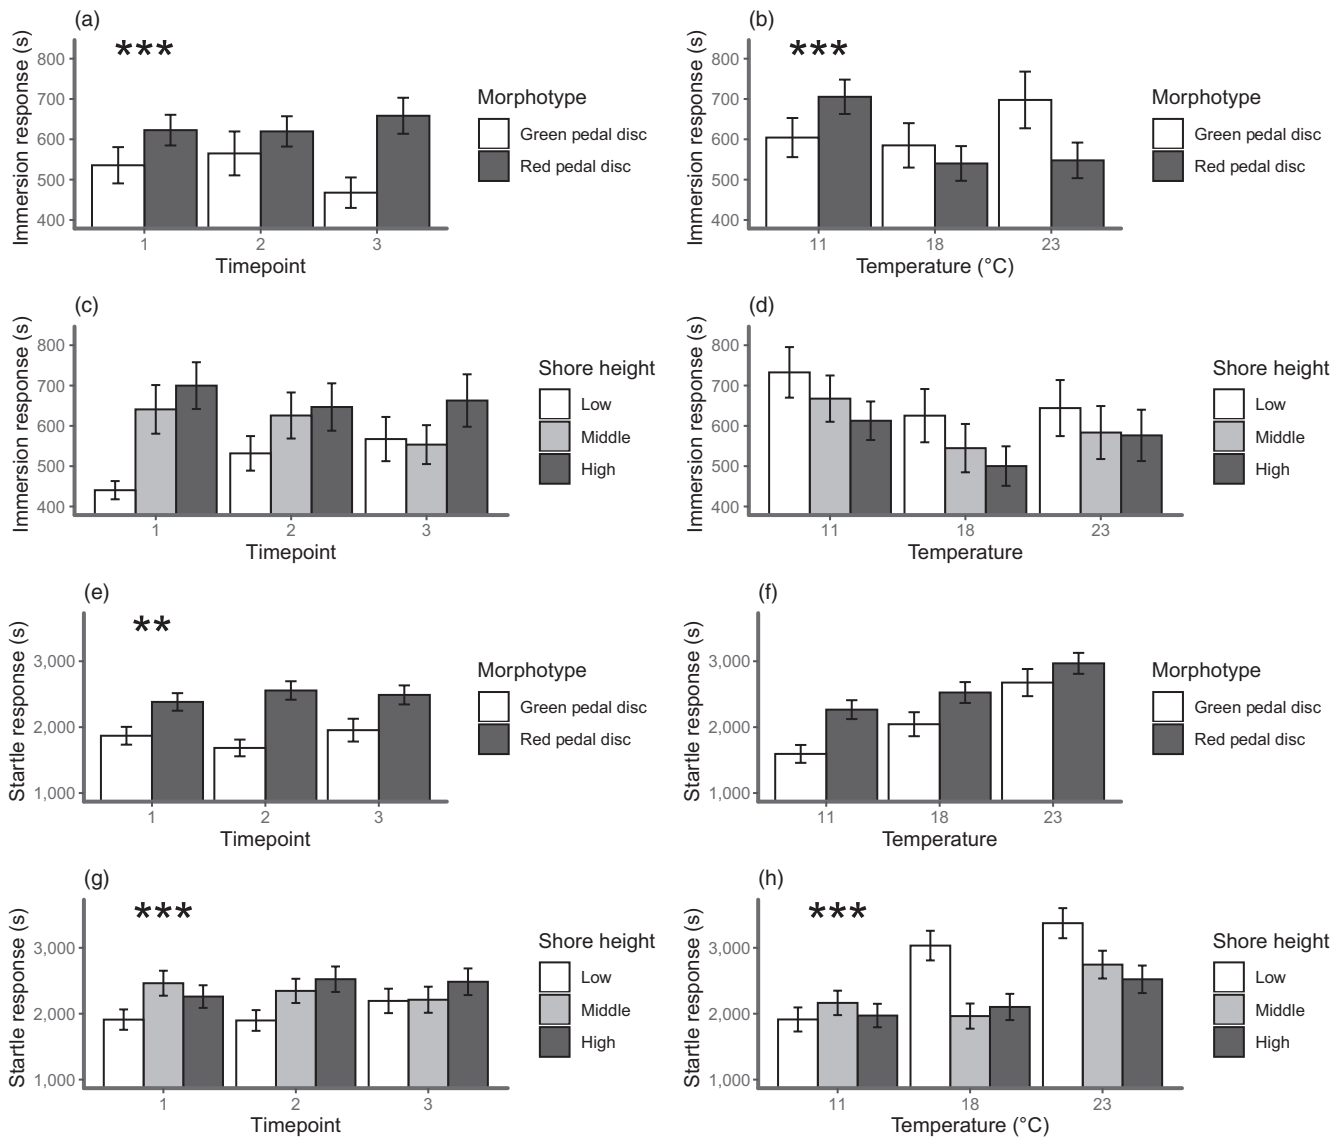 (a)
***
Immersion response (s)
800
700
600
500
400
1 2 3
Timepoint
Morphotype
Green pedal disc
Red pedal disc
(b)
***
Immersion response (s)
800
700
600
500
400
11 18 23
Temperature (°C)
Morphotype
Green pedal disc
Red pedal disc
(c)
Immersion response (s)
800
700
600
500
400
1 2 3
Timepoint
Shore height
Low
Middle
High
(d)
Immersion response (s)
800
700
600
500
400
11 18 23
Temperature
Shore height
Low
Middle
High
(e)
**
Startle response (s)
3,000
2,000
1,000
1 2 3
Timepoint
Morphotype
Green pedal disc
Red pedal disc
(f)
Startle response (s)
3,000
2,000
1,000
11 18 23
Temperature
Morphotype
Green pedal disc
Red pedal disc
(g)
***
Startle response (s)
3,000
2,000
1,000
1 2 3
Timepoint
Shore height
Low
Middle
High
(h)
***
Startle response (s)
3,000
2,000
1,000
11 18 23
Temperature (°C)
Shore height
Low
Middle
High